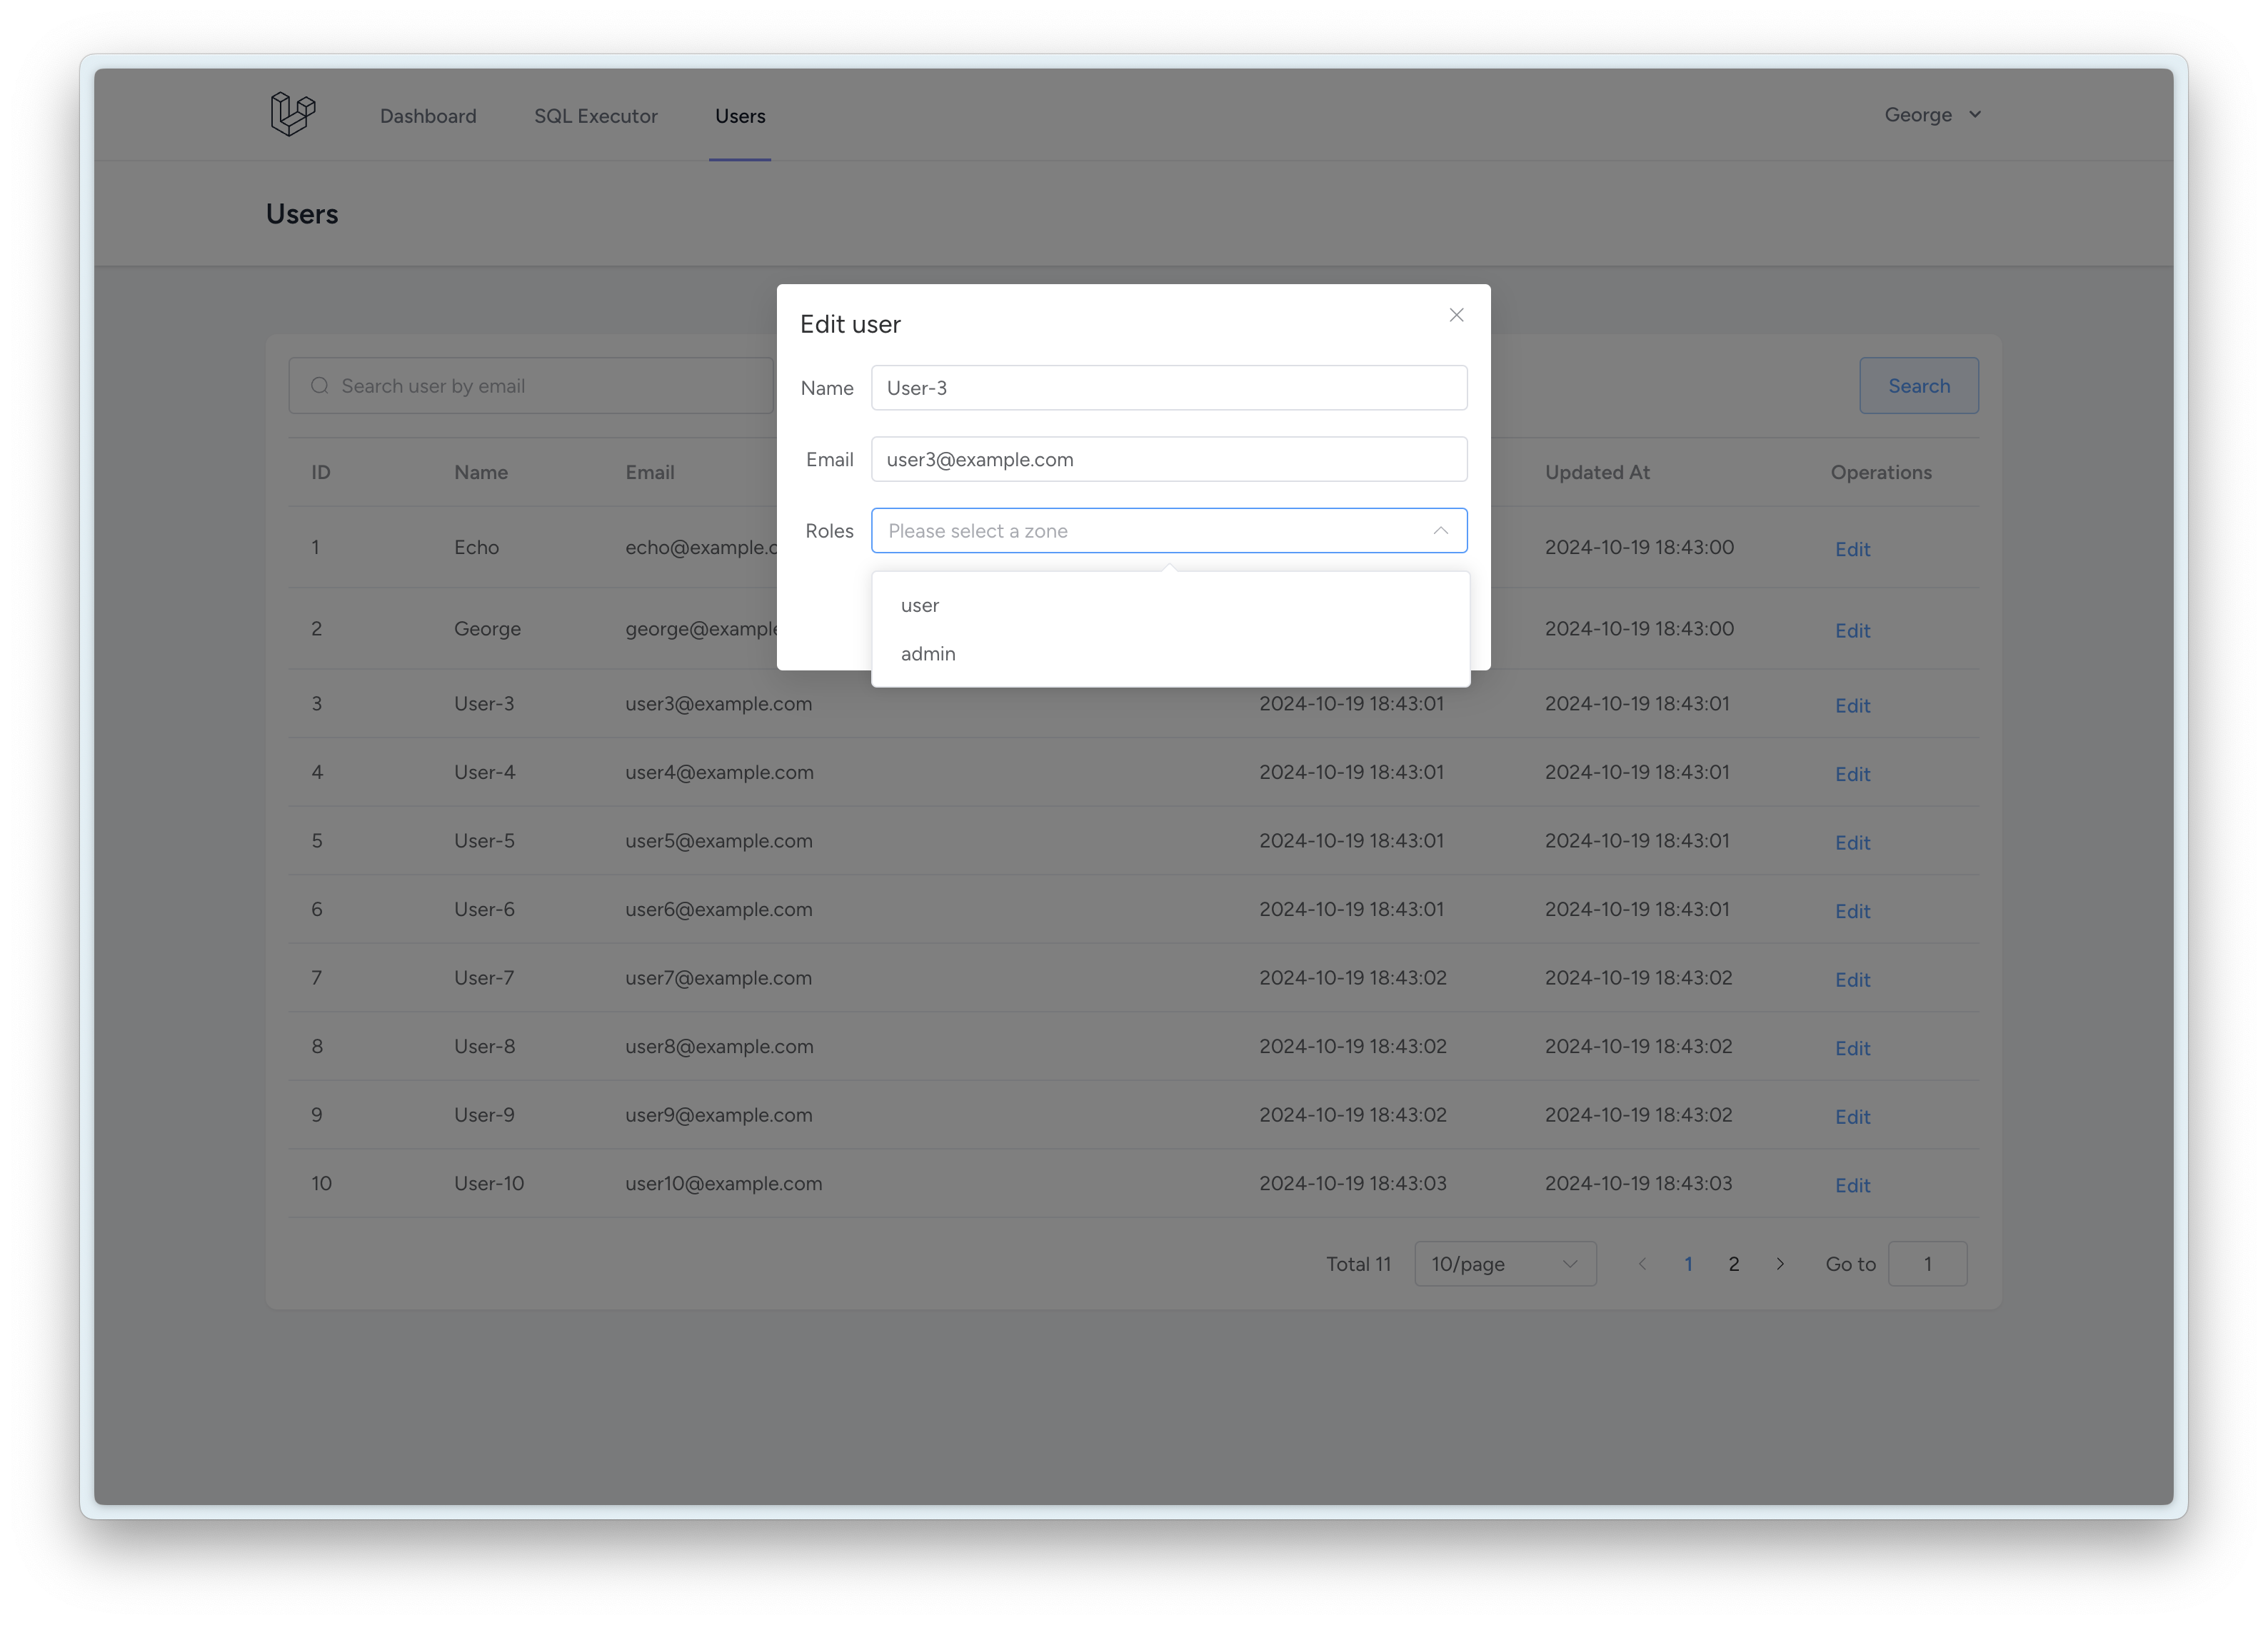 Dashboard SQL Executor Users George
Users
Edit user
Name User-3
Email user3@example.com
Roles Please select a zone
user
admin
Search user by email Search
ID Name Email Updated At Operations
1 Echo echo@example.c 2024-10-19 18:43:00 Edit
2 George george@example 2024-10-19 18:43:00 Edit
3 User-3 user3@example.com 2024-10-19 18:43:01 2024-10-19 18:43:01 Edit
4 User-4 user4@example.com 2024-10-19 18:43:01 2024-10-19 18:43:01 Edit
5 User-5 user5@example.com 2024-10-19 18:43:01 2024-10-19 18:43:01 Edit
6 User-6 user6@example.com 2024-10-19 18:43:01 2024-10-19 18:43:01 Edit
7 User-7 user7@example.com 2024-10-19 18:43:02 2024-10-19 18:43:02 Edit
8 User-8 user8@example.com 2024-10-19 18:43:02 2024-10-19 18:43:02 Edit
9 User-9 user9@example.com 2024-10-19 18:43:02 2024-10-19 18:43:02 Edit
10 User-10 user10@example.com 2024-10-19 18:43:03 2024-10-19 18:43:03 Edit
Total 11 10/page 1 2 Go to 1